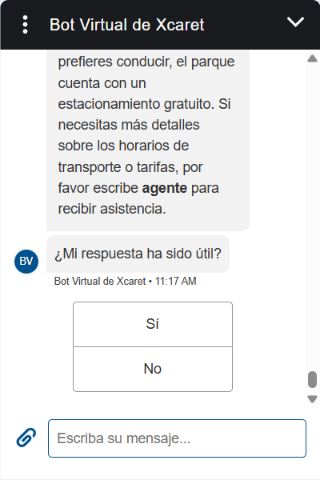 Bot Virtual de Xcaret
prefieres conducir, el parque
cuenta con un
estacionamiento gratuito. Si
necesitas más detalles
sobre los horarios de
transporte o tarifas, por
favor escribe agente para
recibir asistencia.
BV
¿Mi respuesta ha sido útil?
Bot Virtual de Xcaret • 11:17 AM
Sí
No
Escriba su mensaje...